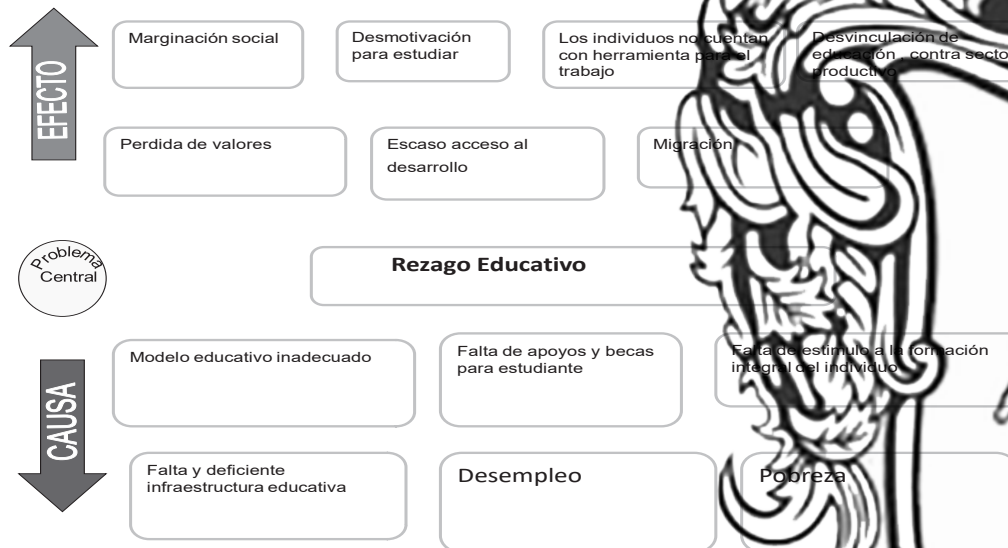 EFECTO
Marginación social
Desmotivación
para estudiar
Los individuos no cuentan
con herramienta para el
trabajo
Desvinculación de
educación , contra secto
productivo
Perdida de valores
Escaso acceso al
desarrollo
Migración
Problema
Central
Rezago Educativo
CAUSA
Modelo educativo inadecuado
Falta de apoyos y becas
para estudiante
Falta de estimulo a la formación
integral del individuo
Falta y deficiente
infraestructura educativa
Desempleo
Pobreza